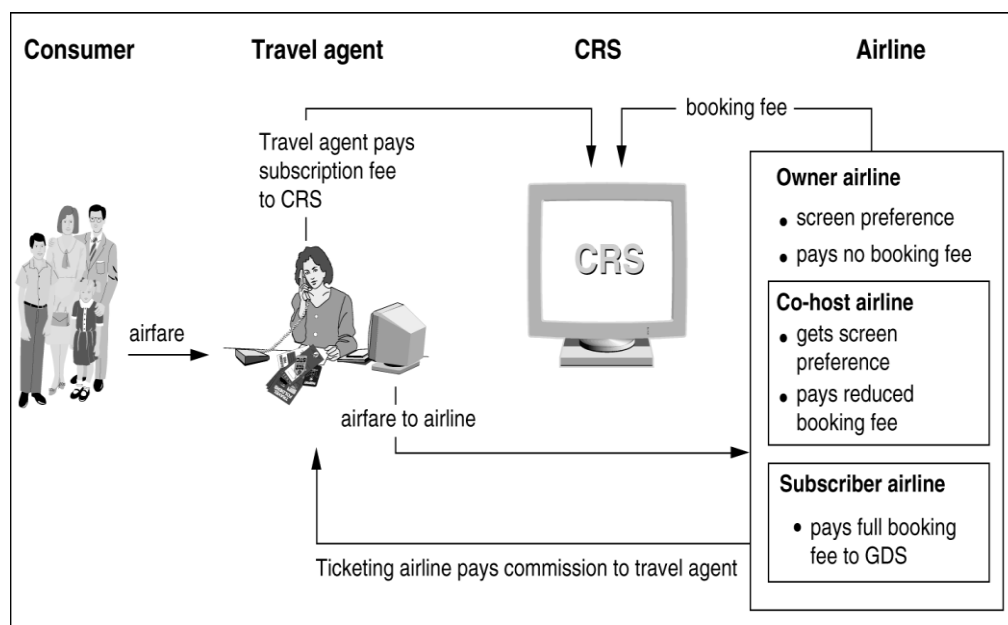 Consumer
Travel agent
CRS
Airline
booking fee
Travel agent pays
subscription fee
to CRS
Owner airline
• screen preference
• pays no booking fee
CRS
Co-host airline
• gets screen
preference
• pays reduced
booking fee
airfare
airfare to airline
Subscriber airline
• pays full booking
fee to GDS
Ticketing airline pays commission to travel agent